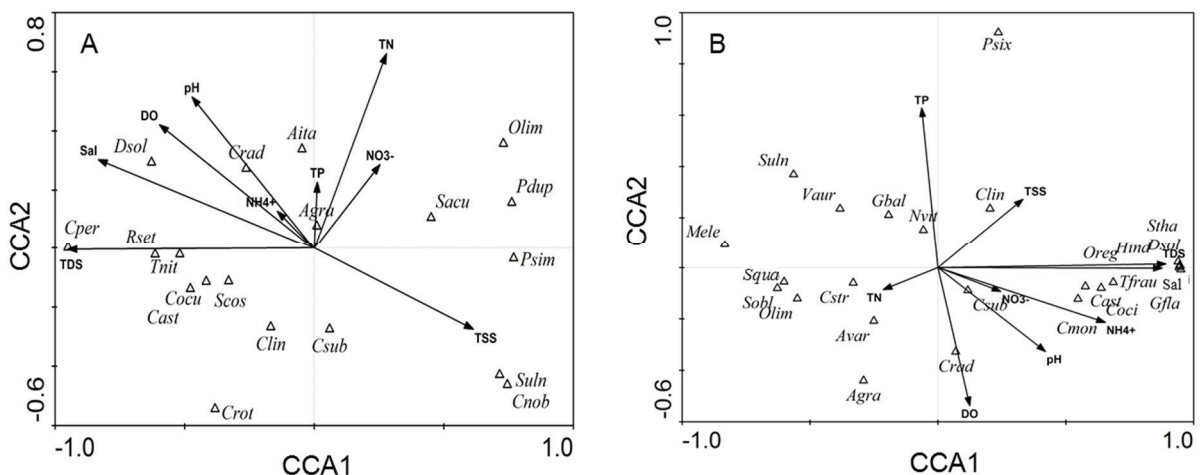 0.8
A
TN
pH
DO
Aita
Olim
Dsol
Sal
Crad
NO3-
TP
Pdup
NH4+
Agra
Sacu
Cper
Rset
TDS
Tnit
Psim
Cocu
Scos
Cast
Clin
Csub
TSS
Suln
Cnob
Crot
CCA2
-0.6
-1.0
1.0
CCA1
1.0
B
Psix
TP
Suln
Vaur
Gbal
Clin
TSS
Nvit
Stha
Mele
Oreg
Hind
Dsol
TDS
Squa
Cstr
Tfrau
Sal
Sobl
TN
Csub
NO3-
Cast
Gfla
Olim
Coci
Avar
Cmon
NH4+
Crad
pH
Agra
DO
CCA2
-0.6
-1.0
1.0
CCA1